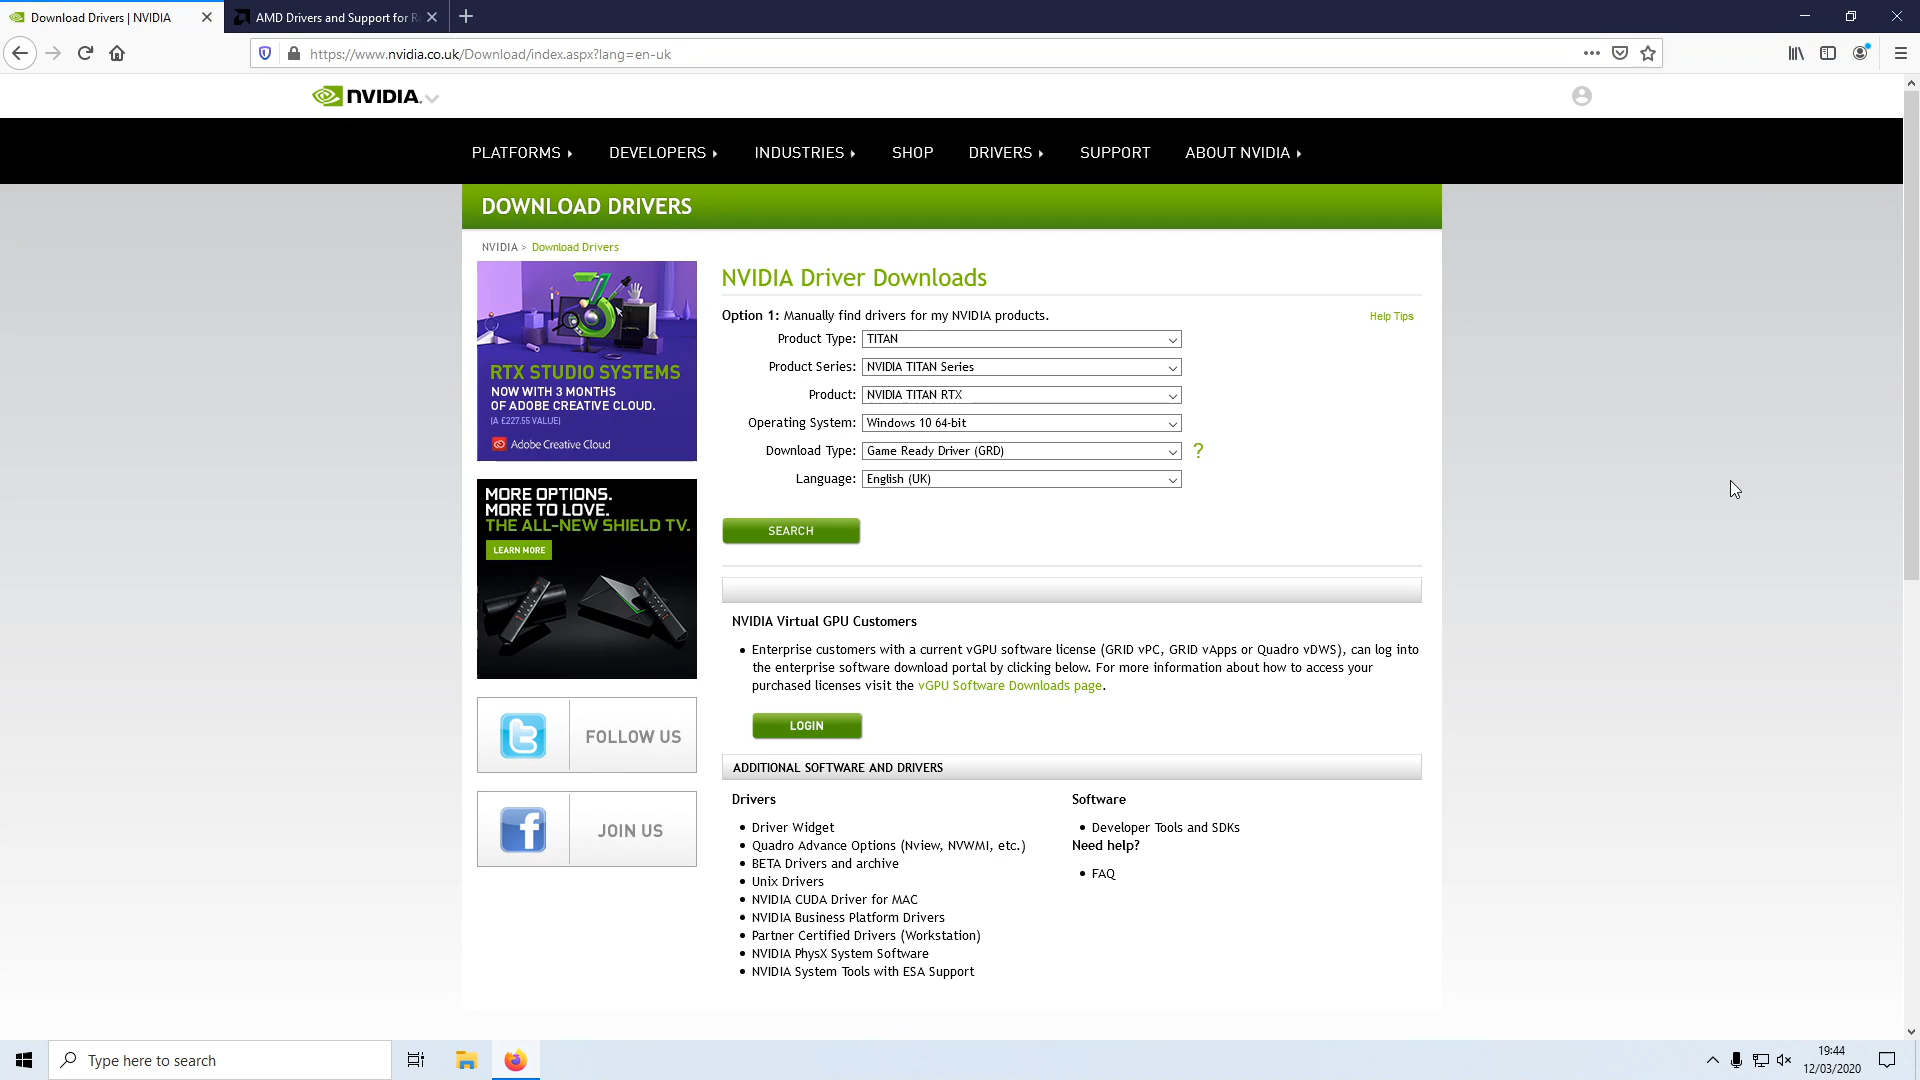 Download Drivers | NVIDIA
AMD Drivers and Support for R
https://www.nvidia.co.uk/Download/index.aspx?lang=en-uk
NVIDIA.
PLATFORMS
DEVELOPERS
INDUSTRIES
SHOP
DRIVERS
SUPPORT
ABOUT NVIDIA
DOWNLOAD DRIVERS
NVIDIA > Download Drivers
RTX STUDIO SYSTEMS
NOW WITH 3 MONTHS
OF ADOBE CREATIVE CLOUD.
(A £227.55 VALUE)
Adobe Creative Cloud
MORE OPTIONS.
MORE TO LOVE.
THE ALL-NEW SHIELD TV.
LEARN MORE
FOLLOW US
JOIN US
NVIDIA Driver Downloads
Option 1: Manually find drivers for my NVIDIA products.
Help Tips
Product Type: TITAN
Product Series: NVIDIA TITAN Series
Product: NVIDIA TITAN RTX
Operating System: Windows 10 64-bit
Download Type: Game Ready Driver (GRD) ?
Language: English (UK)
SEARCH
NVIDIA Virtual GPU Customers
• Enterprise customers with a current vGPU software license (GRID vPC, GRID vApps or Quadro vDWS), can log into
the enterprise software download portal by clicking below. For more information about how to access your
purchased licenses visit the vGPU Software Downloads page.
LOGIN
ADDITIONAL SOFTWARE AND DRIVERS
Drivers
• Driver Widget
• Quadro Advance Options (Nview, NVWMI, etc.)
• BETA Drivers and archive
• Unix Drivers
• NVIDIA CUDA Driver for MAC
• NVIDIA Business Platform Drivers
• Partner Certified Drivers (Workstation)
• NVIDIA PhysX System Software
• NVIDIA System Tools with ESA Support
Software
• Developer Tools and SDKs
Need help?
• FAQ
Type here to search
19:44
12/03/2020